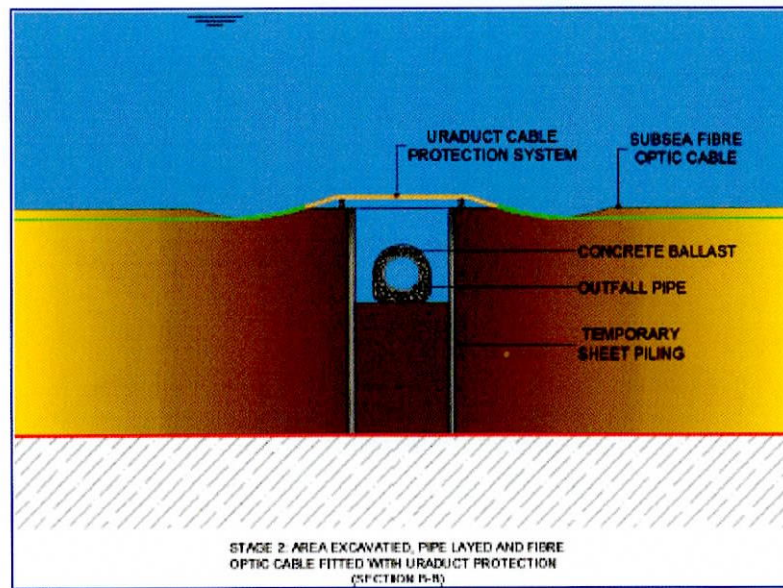 URADUCT CABLE
PROTECTION SYSTEM
SUBSEA FIBRE
OPTIC CABLE
CONCRETE BALLAST
OUTFALL PIPE
TEMPORARY
SHEET PILING
STAGE 2. AREA EXCAVATIED, PIPE LAYED AND FIBRE
OPTIC CABLE FITTED WITH URADUCT PROTECTION
(SECTION B-B)